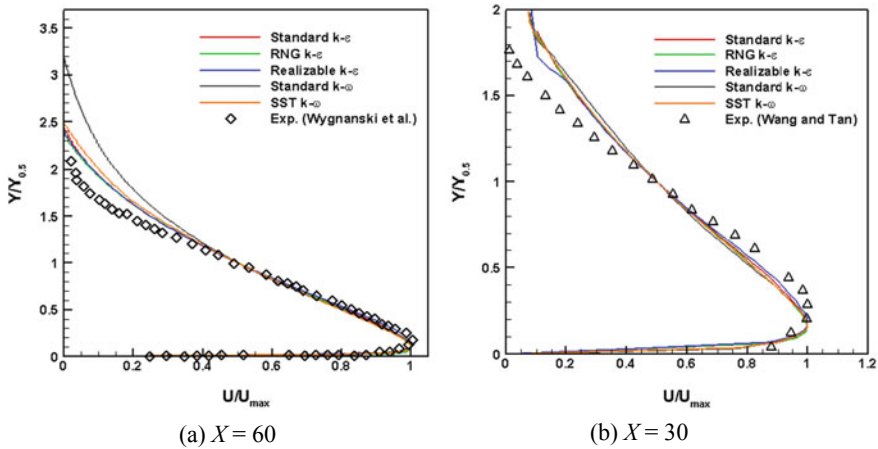 3.5
3
2.5
2
1.5
1
0.5
0
Y/Y0.5
Standard k-ε
RNG k-ε
Realizable k-ε
Standard k-ω
SST k-ω
Exp. (Wygnanski et al.)
0 0.2 0.4 0.6 0.8 1
U/Umax
(a) X = 60
2
1.5
1
0.5
0
Y/Y0.5
Standard k-ε
RNG k-ε
Realizable k-ε
Standard k-ω
SST k-ω
Exp. (Wang and Tan)
0 0.2 0.4 0.6 0.8 1 1.2
U/Umax
(b) X = 30